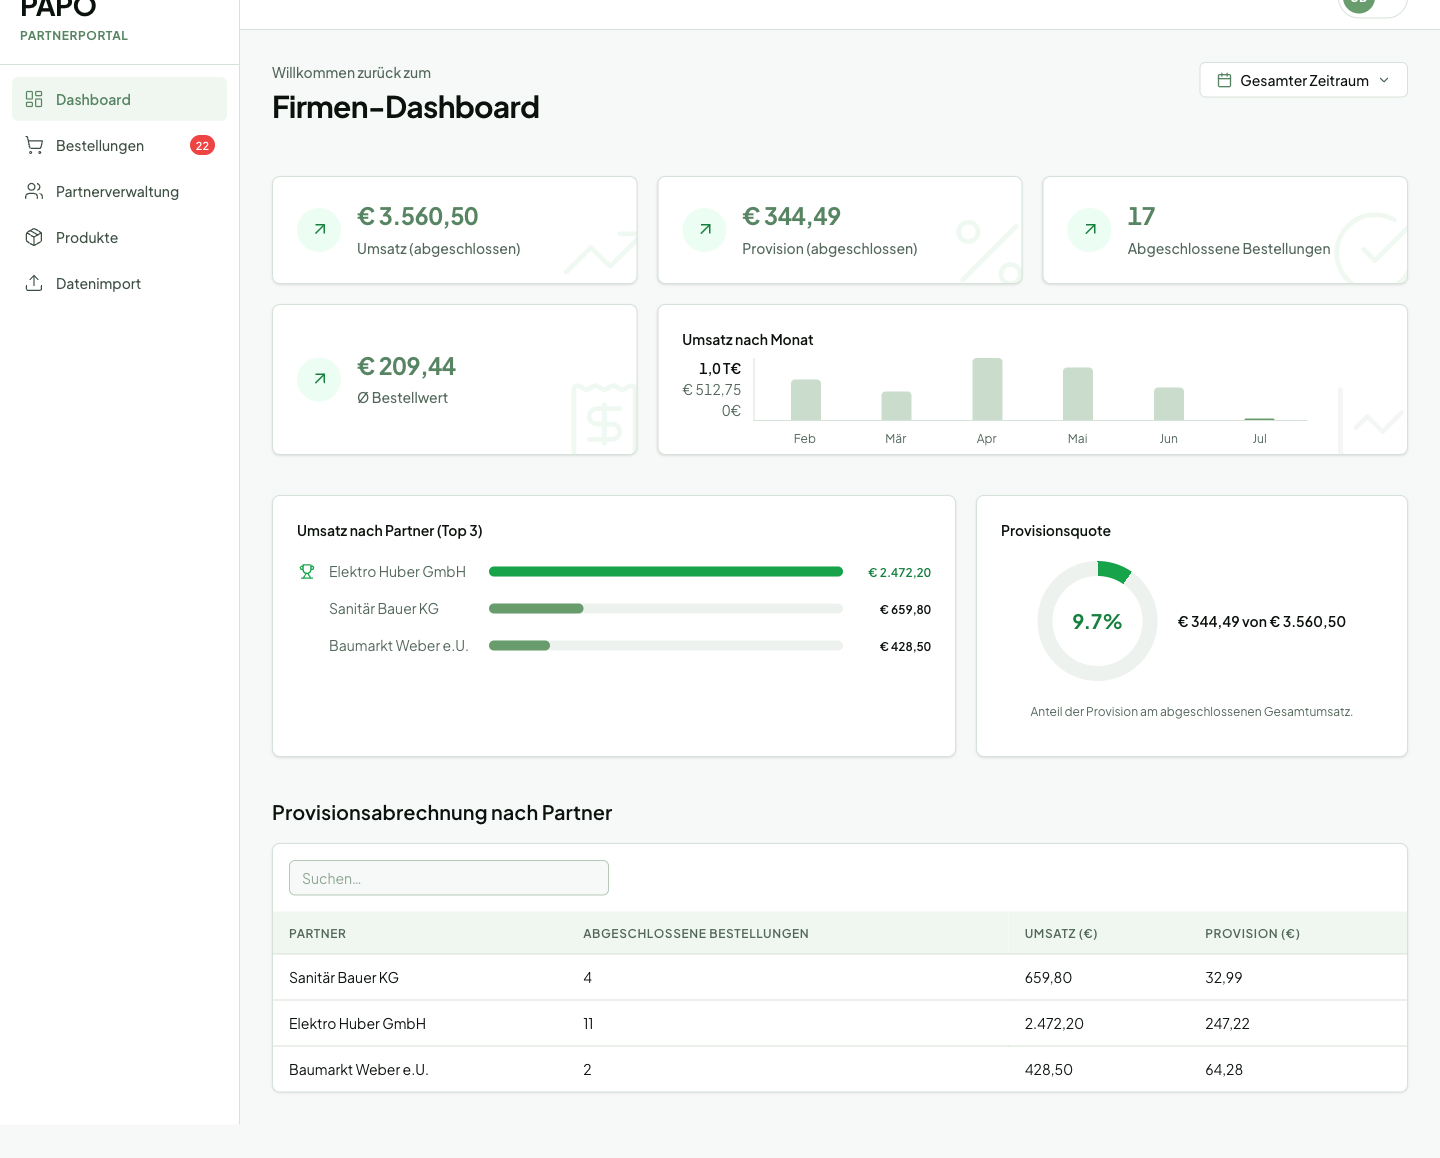 PAPO
PARTNERPORTAL
Dashboard
Bestellungen 22
Partnerverwaltung
Produkte
Datenimport
Willkommen zurück zum
Firmen-Dashboard
Gesamter Zeitraum
€ 3.560,50
Umsatz (abgeschlossen)
€ 344,49
Provision (abgeschlossen)
17
Abgeschlossene Bestellungen
€ 209,44
Ø Bestellwert
Umsatz nach Monat
1,0 T€
€ 512,75
0€
Feb Mär Apr Mai Jun Jul
Umsatz nach Partner (Top 3)
Elektro Huber GmbH € 2.472,20
Sanitär Bauer KG € 659,80
Baumarkt Weber e.U. € 428,50
Provisionsquote
9.7%
€ 344,49 von € 3.560,50
Anteil der Provision am abgeschlossenen Gesamtumsatz.
Provisionsabrechnung nach Partner
Suchen...
PARTNER ABGESCHLOSSENE BESTELLUNGEN UMSATZ (€) PROVISION (€)
Sanitär Bauer KG 4 659,80 32,99
Elektro Huber GmbH 11 2.472,20 247,22
Baumarkt Weber e.U. 2 428,50 64,28